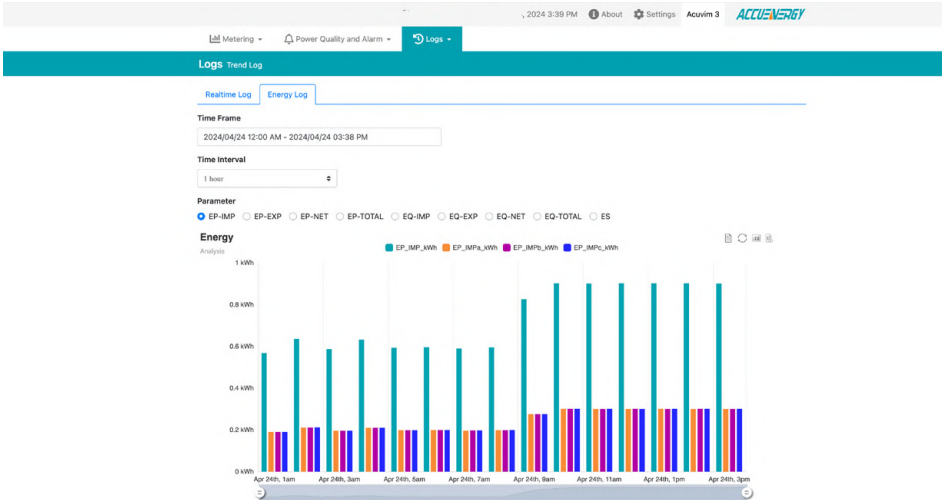 , 2024 3:39 PM About Settings Acuvim 3 ACCUENERGY
Metering Power Quality and Alarm Logs
Logs Trend Log
Realtime Log Energy Log
Time Frame
2024/04/24 12:00 AM - 2024/04/24 03:38 PM
Time Interval
1 hour
Parameter
EP-IMP EP-EXP EP-NET EP-TOTAL EQ-IMP EQ-EXP EQ-NET EQ-TOTAL ES
Energy
Analysis
EP_IMP_kWh EP_IMPa_kWh EP_IMPb_kWh EP_IMPc_kWh
1 kWh
0.8 kWh
0.6 kWh
0.4 kWh
0.2 kWh
0 kWh
Apr 24th, 1am Apr 24th, 3am Apr 24th, 5am Apr 24th, 7am Apr 24th, 9am Apr 24th, 11am Apr 24th, 1pm Apr 24th, 3pm